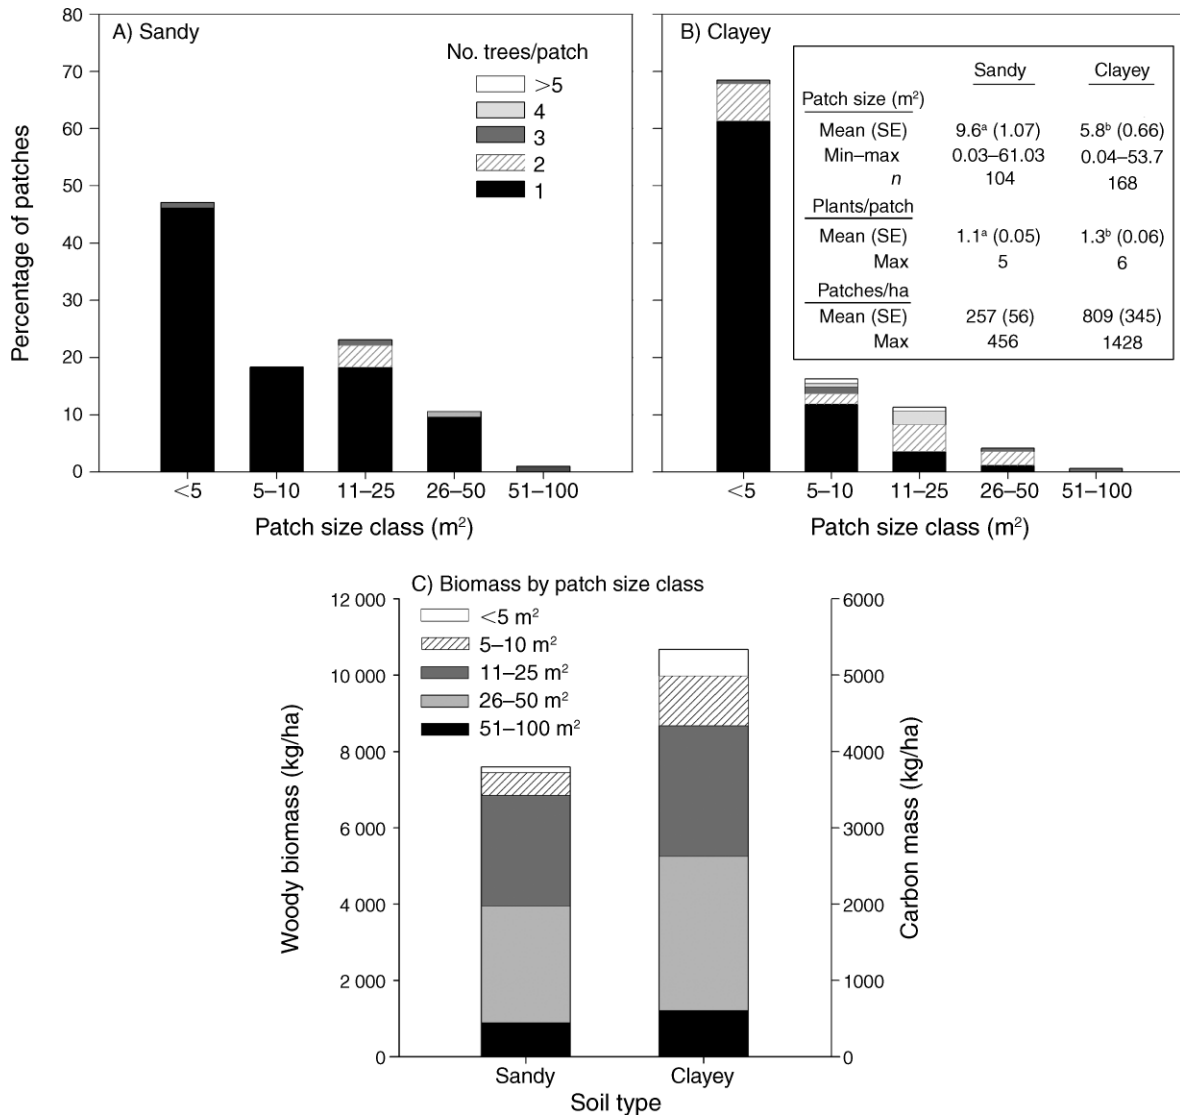 A) Sandy
No. trees/patch
>5
4
3
2
1
Percentage of patches
80
70
60
50
40
30
20
10
0
<5
5–10
11–25
26–50
51–100
Patch size class (m²)
B) Clayey
Sandy Clayey
Patch size (m²)
Mean (SE) 9.6ᵃ (1.07) 5.8ᵇ (0.66)
Min–max 0.03–61.03 0.04–53.7
n 104 168
Plants/patch
Mean (SE) 1.1ᵃ (0.05) 1.3ᵇ (0.06)
Max 5 6
Patches/ha
Mean (SE) 257 (56) 809 (345)
Max 456 1428
<5
5–10
11–25
26–50
51–100
Patch size class (m²)
C) Biomass by patch size class
<5 m²
5–10 m²
11–25 m²
26–50 m²
51–100 m²
Woody biomass (kg/ha)
12 000
10 000
8 000
6 000
4 000
2 000
0
Carbon mass (kg/ha)
6000
5000
4000
3000
2000
1000
0
Sandy
Clayey
Soil type